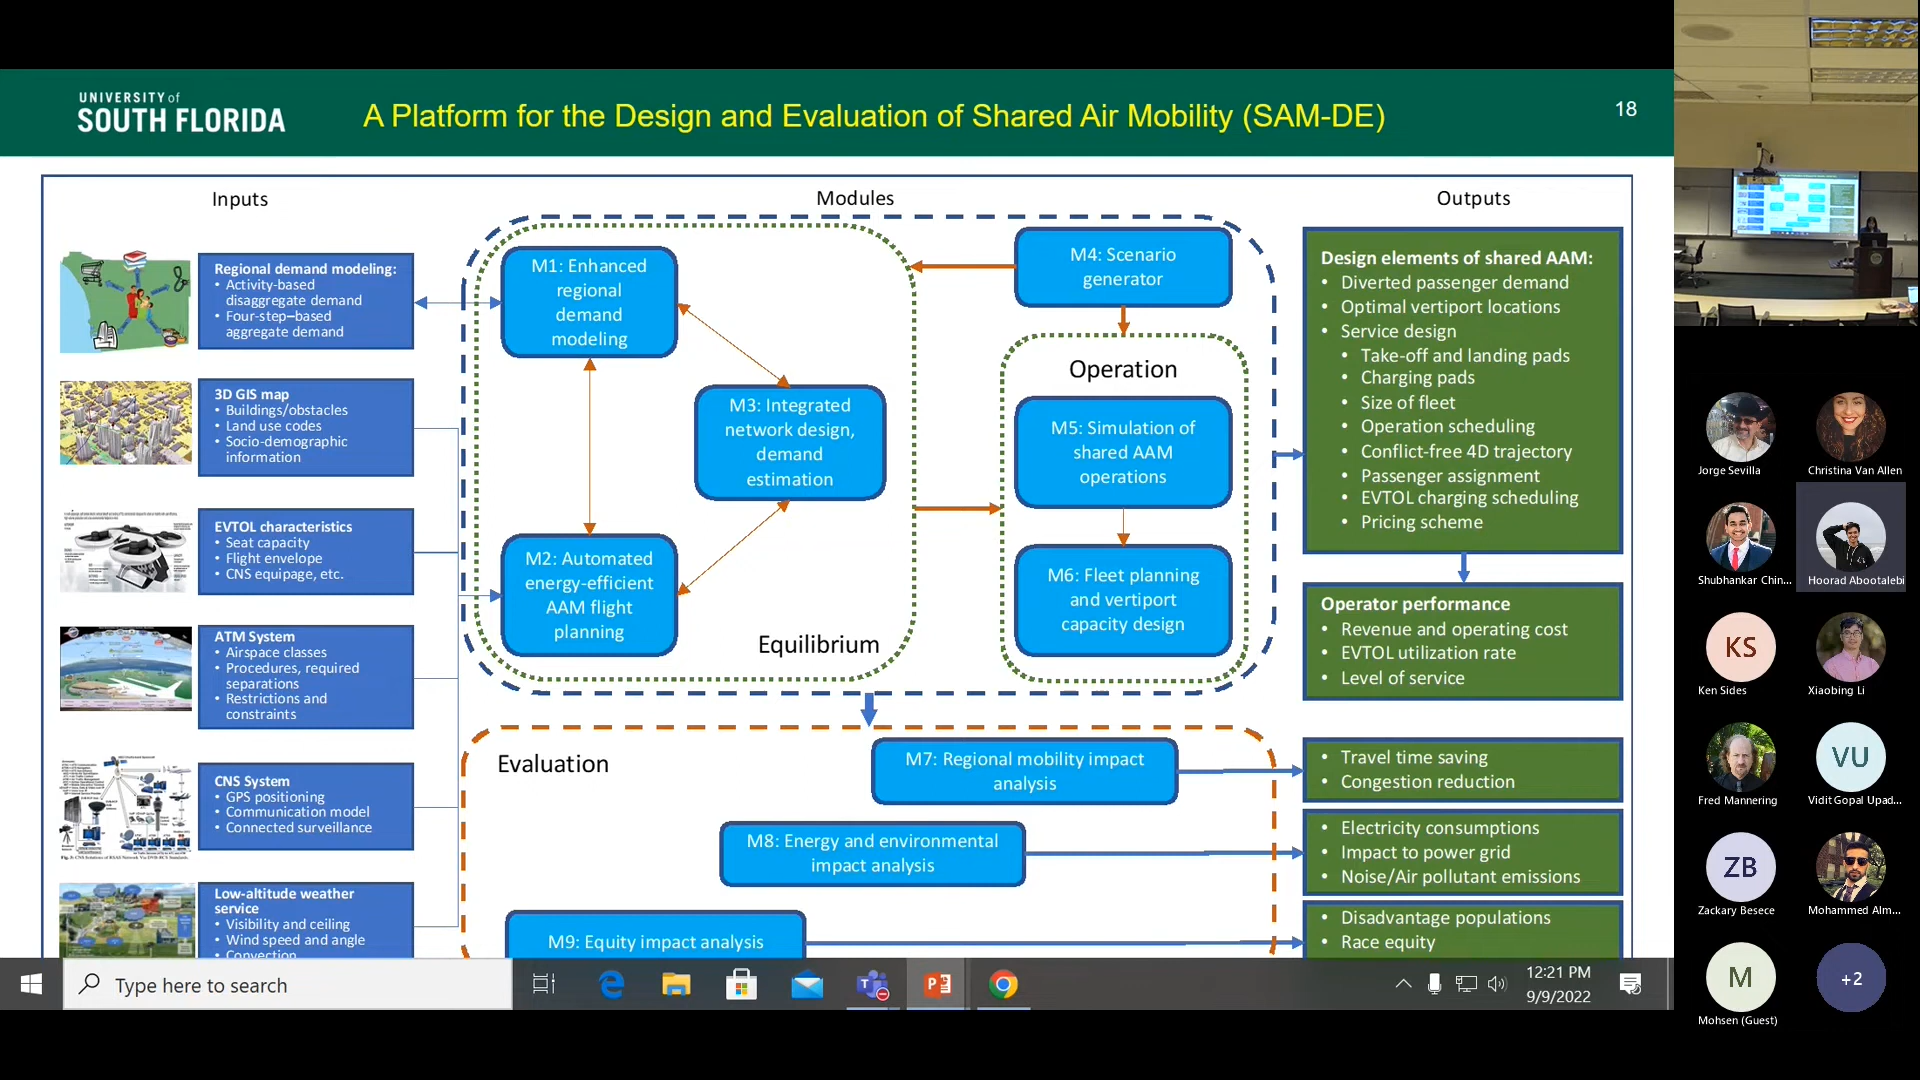 UNIVERSITY of
SOUTH FLORIDA
A Platform for the Design and Evaluation of Shared Air Mobility (SAM-DE)
18
Inputs
Modules
Outputs
Regional demand modeling:
• Activity-based
disaggregate demand
• Four-step–based
aggregate demand
3D GIS map
• Buildings/obstacles
• Land use codes
• Socio-demographic
information
EVTOL characteristics
• Seat capacity
• Flight envelope
• CNS equipage, etc.
ATM System
• Airspace classes
• Procedures, required
separations
• Restrictions and
constraints
CNS System
• GPS positioning
• Communication model
• Connected surveillance
Low-altitude weather
service
• Visibility and ceiling
• Wind speed and angle
• Convection
M1: Enhanced
regional
demand
modeling
M3: Integrated
network design,
demand
estimation
M2: Automated
energy-efficient
AAM flight
planning
Equilibrium
M4: Scenario
generator
Operation
M5: Simulation of
shared AAM
operations
M6: Fleet planning
and vertiport
capacity design
Evaluation
M7: Regional mobility impact
analysis
M8: Energy and environmental
impact analysis
M9: Equity impact analysis
Design elements of shared AAM:
• Diverted passenger demand
• Optimal vertiport locations
• Service design
• Take-off and landing pads
• Charging pads
• Size of fleet
• Operation scheduling
• Conflict-free 4D trajectory
• Passenger assignment
• EVTOL charging scheduling
• Pricing scheme
Operator performance
• Revenue and operating cost
• EVTOL utilization rate
• Level of service
• Travel time saving
• Congestion reduction
• Electricity consumptions
• Impact to power grid
• Noise/Air pollutant emissions
• Disadvantage populations
• Race equity
Type here to search
12:21 PM
9/9/2022
Jorge Sevilla
Christina Van Allen
Shubhankar Chin...
Hoorad Abootalebi
KS
Ken Sides
Xiaobing Li
Fred Mannering
VU
Vidit Gopal Upad...
ZB
Zackary Besece
Mohammed Alm...
M
Mohsen (Guest)
+2